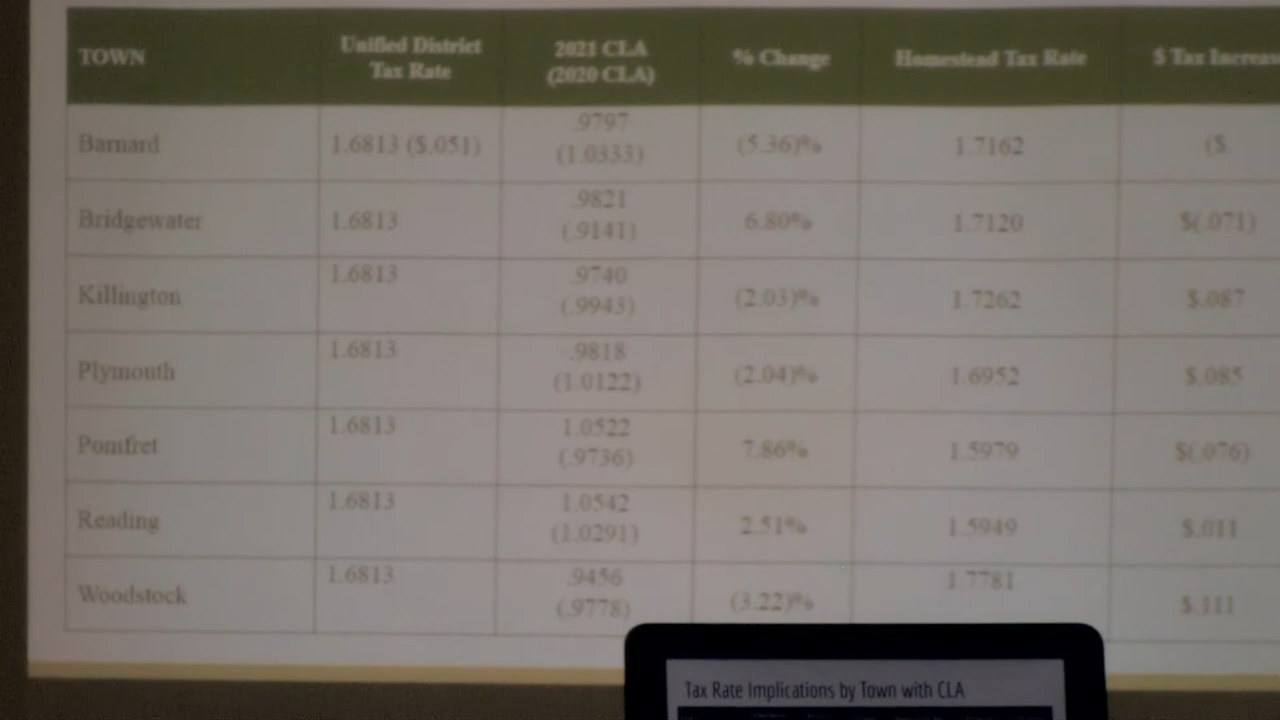 TOWN Unified District Tax Rate 2021 CLA (2020 CLA) % Change Homestead Tax Rate $ Tax Increas
Barnard 1.6813 ($.051) .9797 (1.0333) (5.36)% 1.7162 ($
Bridgewater 1.6813 .9821 (.9141) 6.80% 1.7120 $(.071)
Killington 1.6813 .9740 (.9943) (2.03)% 1.7262 $.087
Plymouth 1.6813 .9818 (1.0122) (2.04)% 1.6952 $.085
Pomfret 1.6813 1.0522 (.9736) 7.86% 1.5979 $(.076)
Reading 1.6813 1.0542 (1.0291) 2.51% 1.5949 $.011
Woodstock 1.6813 .9456 (.9778) (3.22)% 1.7781 $.111
Tax Rate Implications by Town with CLA